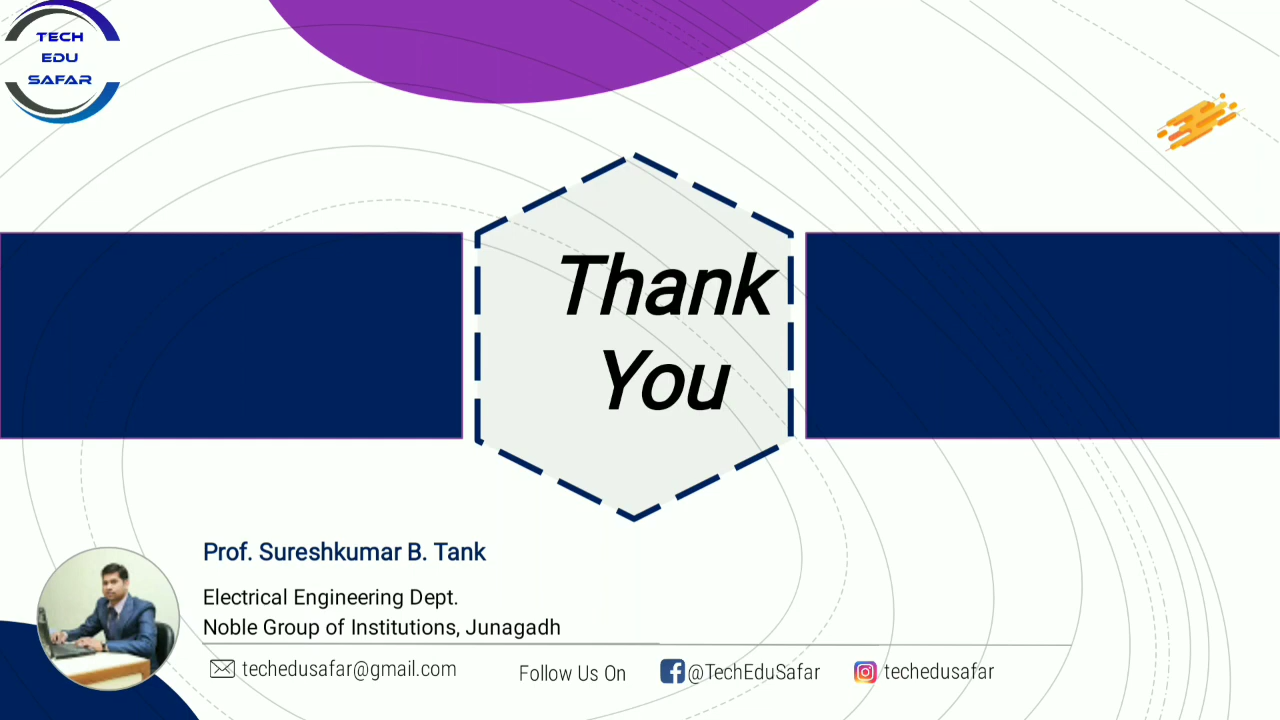 TECH
EDU
SAFAR
Thank
You
Prof. Sureshkumar B. Tank
Electrical Engineering Dept.
Noble Group of Institutions, Junagadh
techedusafar@gmail.com
Follow Us On
@TechEduSafar
techedusafar